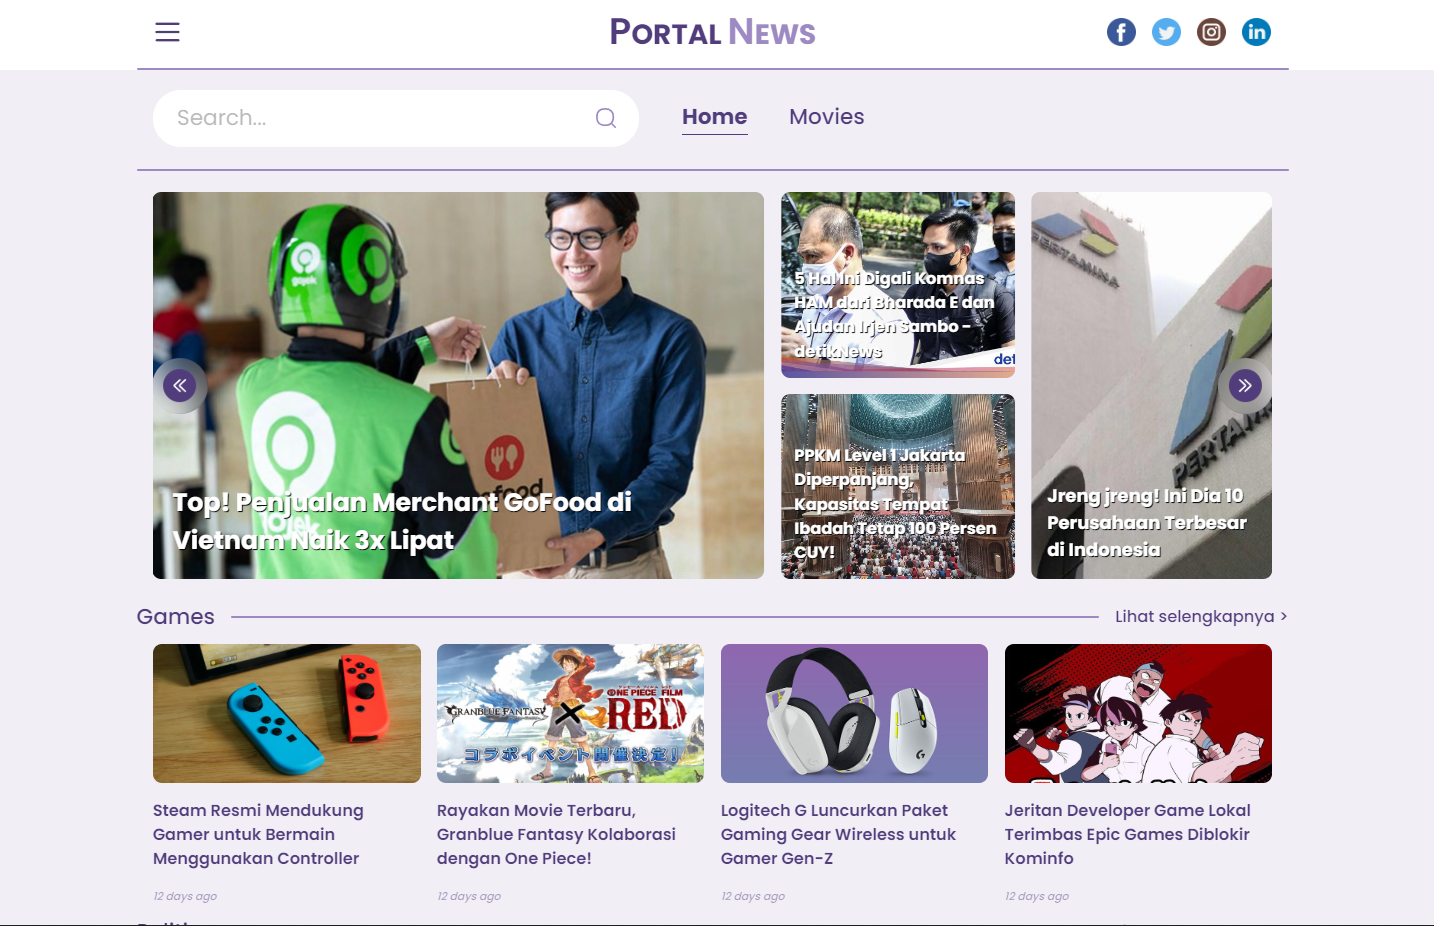 PORTAL NEWS
Search...
Home
Movies
gojek
Top! Penjualan Merchant GoFood di
Vietnam Naik 3x Lipat
5 Hal Ini Digali Komnas
HAM dari Bharada E dan
Ajudan Irjen Sambo -
detikNews
det
PPKM Level 1 Jakarta
Diperpanjang,
Kapasitas Tempat
Ibadah Tetap 100 Persen
CUY!
PERTAMINA
Jreng jreng! Ini Dia 10
Perusahaan Terbesar
di Indonesia
Games
Lihat selengkapnya >
GRANBLUE FANTASY
ONE PIECE FILM
RED
コラボイベント開催決定!
Steam Resmi Mendukung
Gamer untuk Bermain
Menggunakan Controller
12 days ago
Rayakan Movie Terbaru,
Granblue Fantasy Kolaborasi
dengan One Piece!
12 days ago
Logitech G Luncurkan Paket
Gaming Gear Wireless untuk
Gamer Gen-Z
12 days ago
Jeritan Developer Game Lokal
Terimbas Epic Games Diblokir
Kominfo
12 days ago